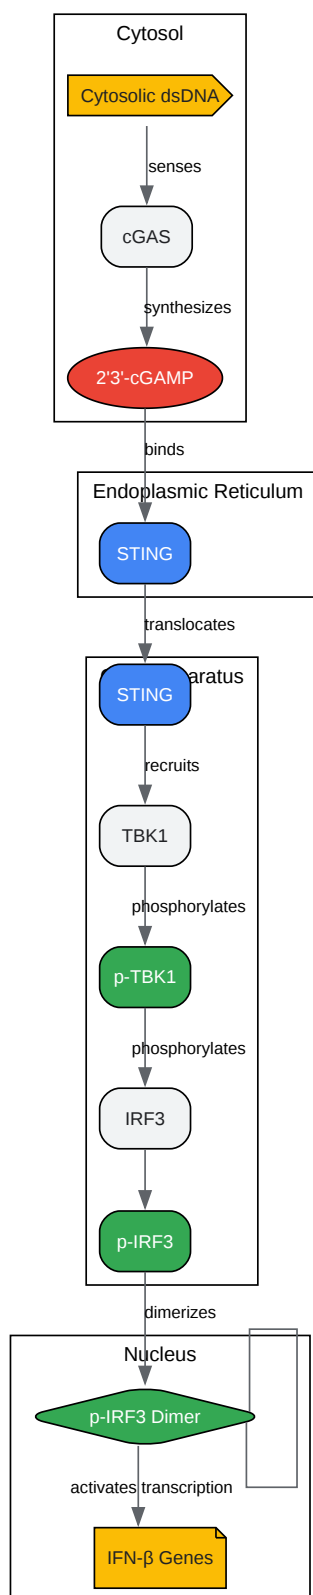 Cytosol
Cytosolic dsDNA
senses
cGAS
synthesizes
2'3'-cGAMP
binds
Endoplasmic Reticulum
STING
translocates
STING
recruits
TBK1
phosphorylates
p-TBK1
phosphorylates
IRF3
p-IRF3
dimerizes
Nucleus
p-IRF3 Dimer
activates transcription
IFN-β Genes